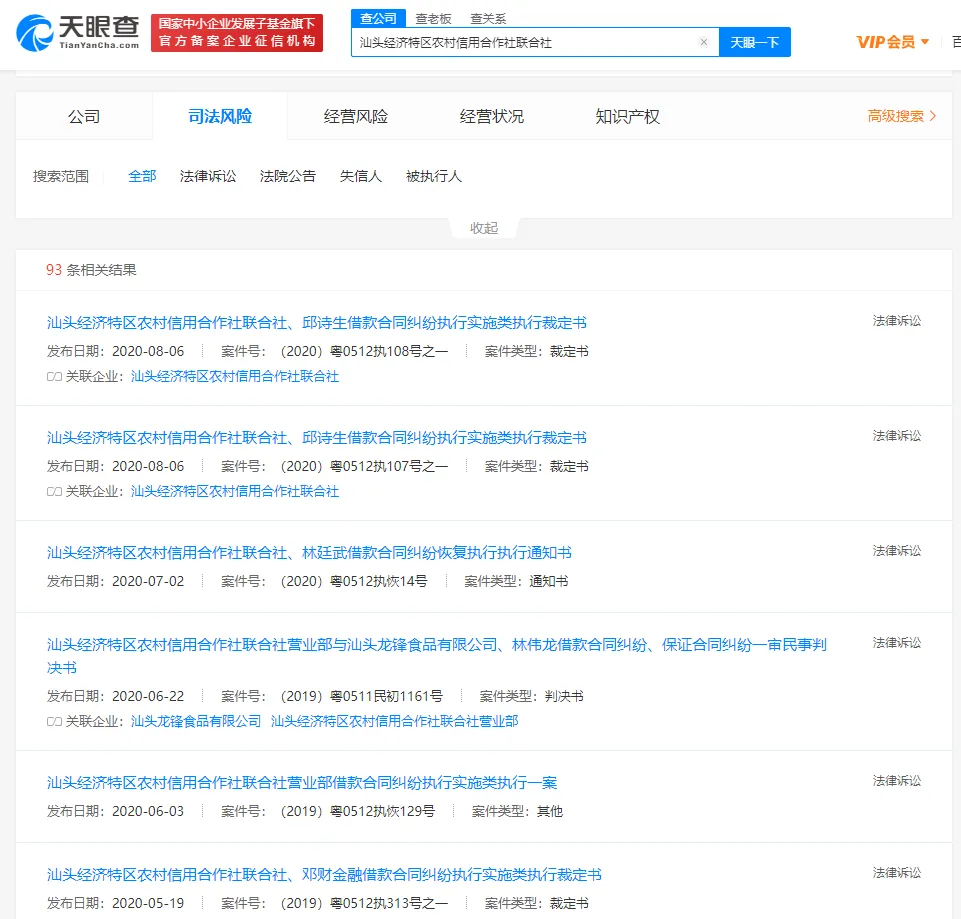 天眼查
TianYanCha.com
国家中小企业发展子基金旗下
官方备案企业征信机构
查公司 查老板 查关系
汕头经济特区农村信用合作社联合社 × 天眼一下
VIP会员
公司 司法风险 经营风险 经营状况 知识产权 高级搜索
搜索范围 全部 法律诉讼 法院公告 失信人 被执行人
收起
93 条相关结果
汕头经济特区农村信用合作社联合社、邱诗生借款合同纠纷执行实施类执行裁定书 法律诉讼
发布日期：2020-08-06 案件号：（2020）粤0512执108号之一 案件类型：裁定书
关联企业：汕头经济特区农村信用合作社联合社
汕头经济特区农村信用合作社联合社、邱诗生借款合同纠纷执行实施类执行裁定书 法律诉讼
发布日期：2020-08-06 案件号：（2020）粤0512执107号之一 案件类型：裁定书
关联企业：汕头经济特区农村信用合作社联合社
汕头经济特区农村信用合作社联合社、林廷武借款合同纠纷恢复执行执行通知书 法律诉讼
发布日期：2020-07-02 案件号：（2020）粤0512执恢14号 案件类型：通知书
汕头经济特区农村信用合作社联合社营业部与汕头龙锋食品有限公司、林伟龙借款合同纠纷、保证合同纠纷一审民事判 法律诉讼
决书
发布日期：2020-06-22 案件号：（2019）粤0511民初1161号 案件类型：判决书
关联企业：汕头龙锋食品有限公司 汕头经济特区农村信用合作社联合社营业部
汕头经济特区农村信用合作社联合社营业部借款合同纠纷执行实施类执行一案 法律诉讼
发布日期：2020-06-03 案件号：（2019）粤0512执恢129号 案件类型：其他
汕头经济特区农村信用合作社联合社、邓财金融借款合同纠纷执行实施类执行裁定书 法律诉讼
发布日期：2020-05-19 案件号：（2019）粤0512执313号之一 案件类型：裁定书